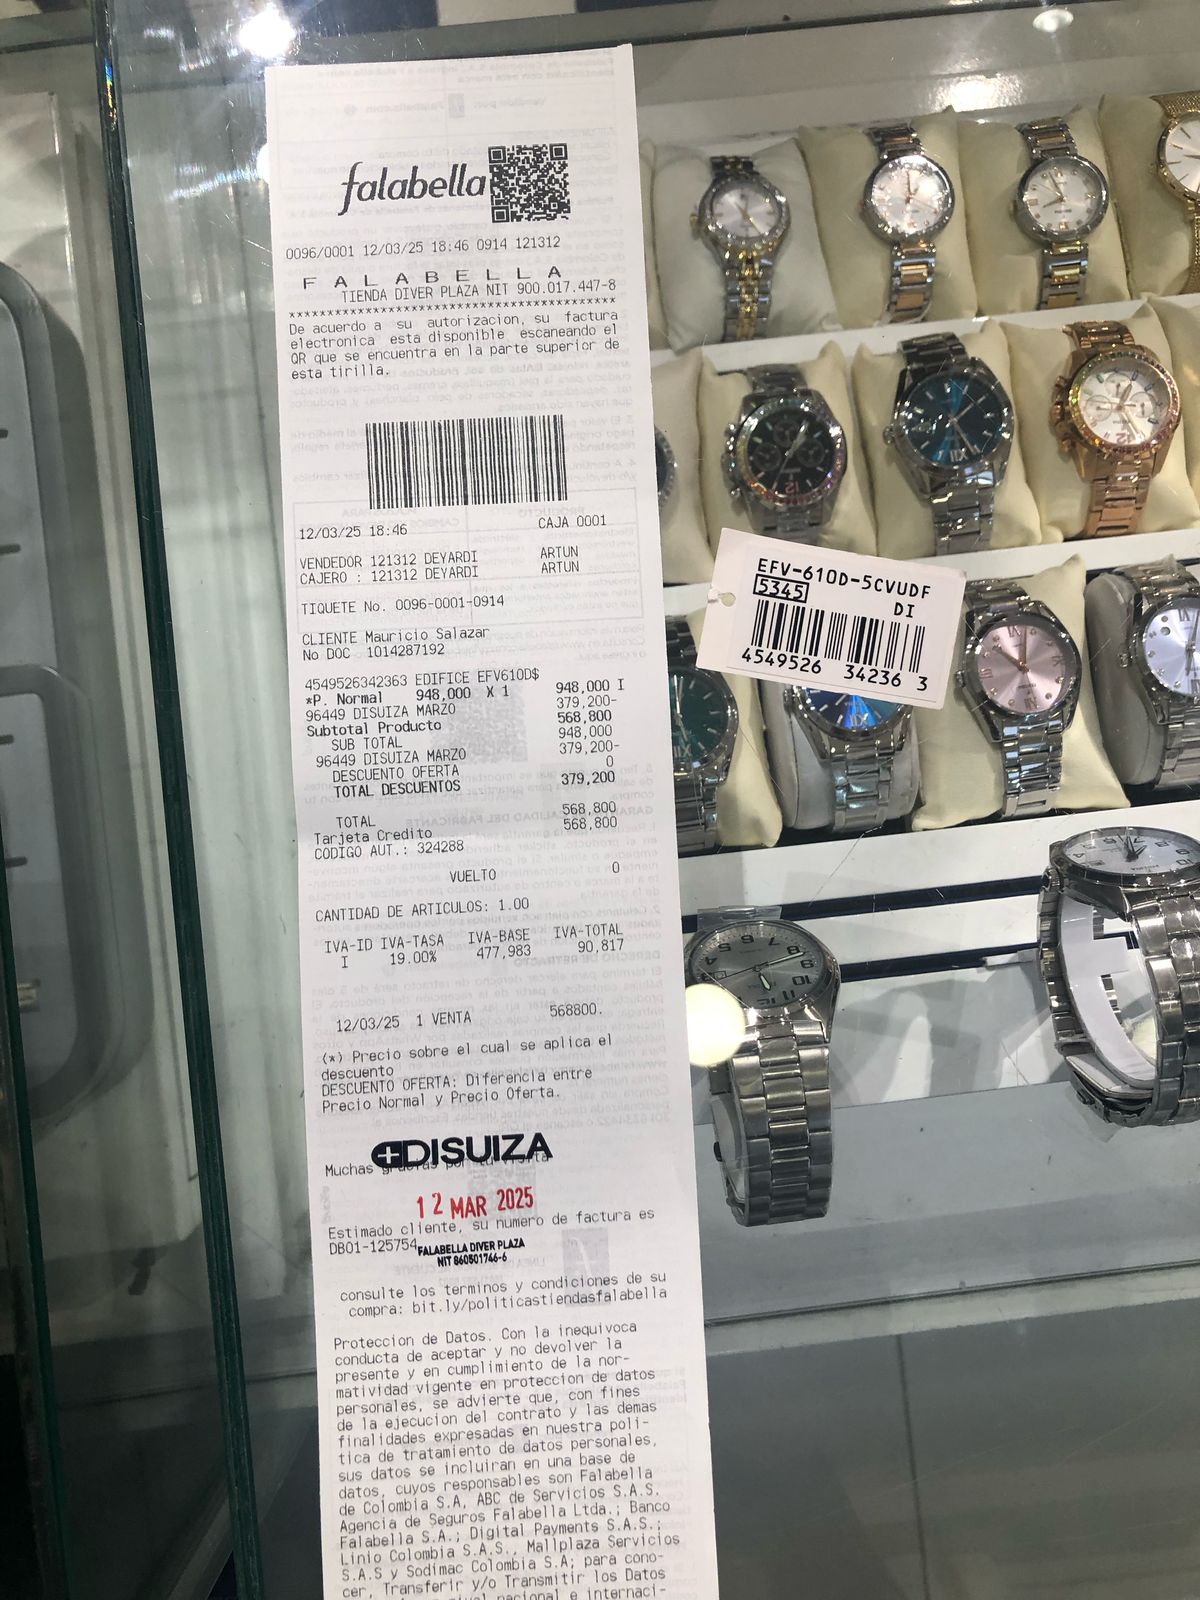 falabella
0096/0001 12/03/25 18:46 0914 121312
F A L A B E L L A
TIENDA DIVER PLAZA NIT 900.017.447-8
****************************************
De acuerdo a su autorizacion, su factura
electronica esta disponible escaneando el
QR que se encuentra en la parte superior de
esta tirilla.
12/03/25 18:46 CAJA 0001
VENDEDOR 121312 DEYARDI ARTUN
CAJERO : 121312 DEYARDI ARTUN
TIQUETE No. 0096-0001-0914
CLIENTE Mauricio Salazar
No DOC 1014287192
4549526342363 EDIFICE EFV610D$
*P. Normal 948,000 X 1 948,000 I
96449 DISUIZA MARZO 379,200-
Subtotal Producto 568,800
SUB TOTAL 948,000
96449 DISUIZA MARZO 379,200-
DESCUENTO OFERTA 0
TOTAL DESCUENTOS 379,200
TOTAL 568,800
Tarjeta Credito 568,800
CODIGO AUT.: 324288
VUELTO 0
CANTIDAD DE ARTICULOS: 1.00
IVA-ID IVA-TASA IVA-BASE IVA-TOTAL
I 19.00% 477,983 90,817
12/03/25 1 VENTA 568800.
(*) Precio sobre el cual se aplica el
descuento
DESCUENTO OFERTA: Diferencia entre
Precio Normal y Precio Oferta.
DISUIZA
Muchas gracias por tu visita
12 MAR 2025
Estimado cliente, su numero de factura es
DB01-125754
FALABELLA DIVER PLAZA
NIT 860501746-6
consulte los terminos y condiciones de su
compra: bit.ly/politicastiendasfalabella
Proteccion de Datos. Con la inequivoca
conducta de aceptar y no devolver la
presente y en cumplimiento de la nor-
matividad vigente en proteccion de datos
personales, se advierte que, con fines
de la ejecucion del contrato y las demas
finalidades expresadas en nuestra poli-
tica de tratamiento de datos personales,
sus datos se incluiran en una base de
datos, cuyos responsables son Falabella
de Colombia S.A, ABC de Servicios S.A.S.
Agencia de Seguros Falabella Ltda.; Banco
Falabella S.A.; Digital Payments S.A.S.;
Linio Colombia S.A.S., Mallplaza Servicios
S.A.S y Sodimac Colombia S.A; para cono-
cer, Transferir y/o Transmitir los Datos
nivel nacional e internaci-
EFV-610D-5CVUDF
5345 DI
4549526 34236 3